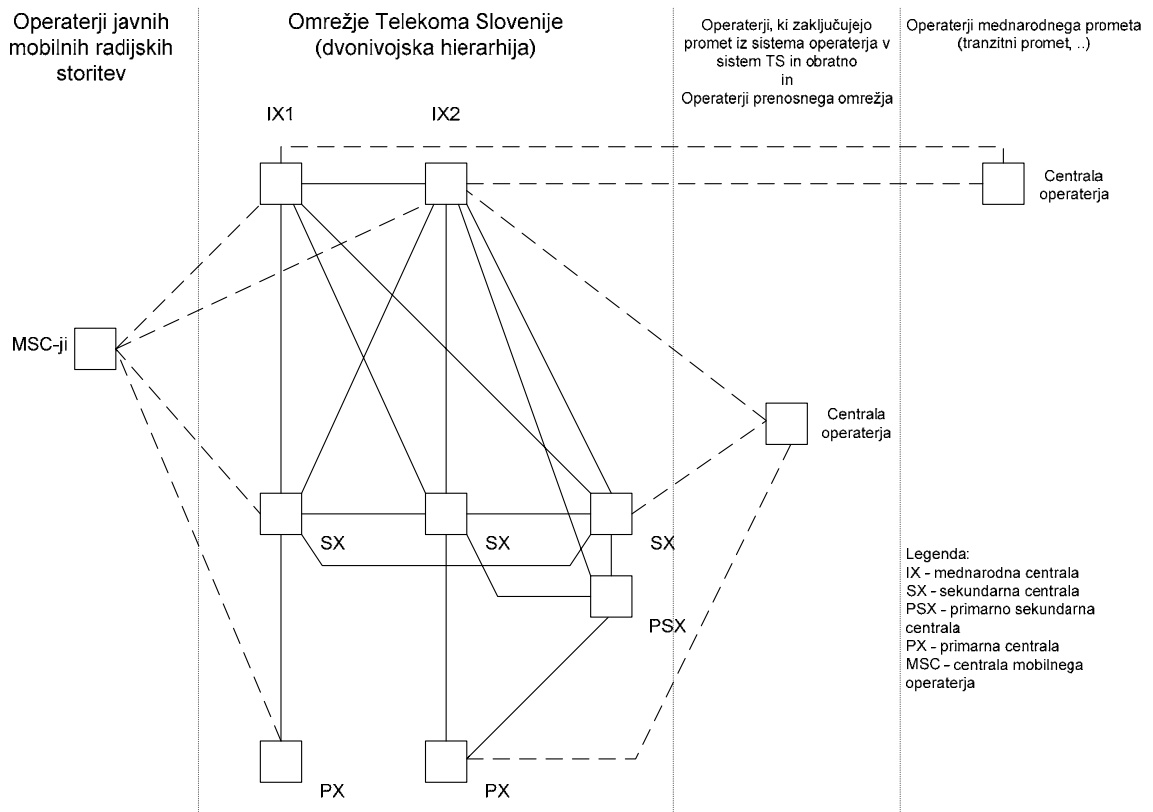 Operaterji javnih
mobilnih radijskih
storitev
Omrežje Telekoma Slovenije
(dvonivojska hierarhija)
Operaterji, ki zaključujejo
promet iz sistema operaterja v
sistem TS in obratno
in
Operaterji prenosnega omrežja
Operaterji mednarodnega prometa
(tranzitni promet, ..)
IX1
IX2
Centrala
operaterja
MSC-ji
Centrala
operaterja
SX
SX
SX
PSX
PX
PX
Legenda:
IX - mednarodna centrala
SX - sekundarna centrala
PSX - primarno sekundarna
centrala
PX - primarna centrala
MSC - centrala mobilnega
operaterja